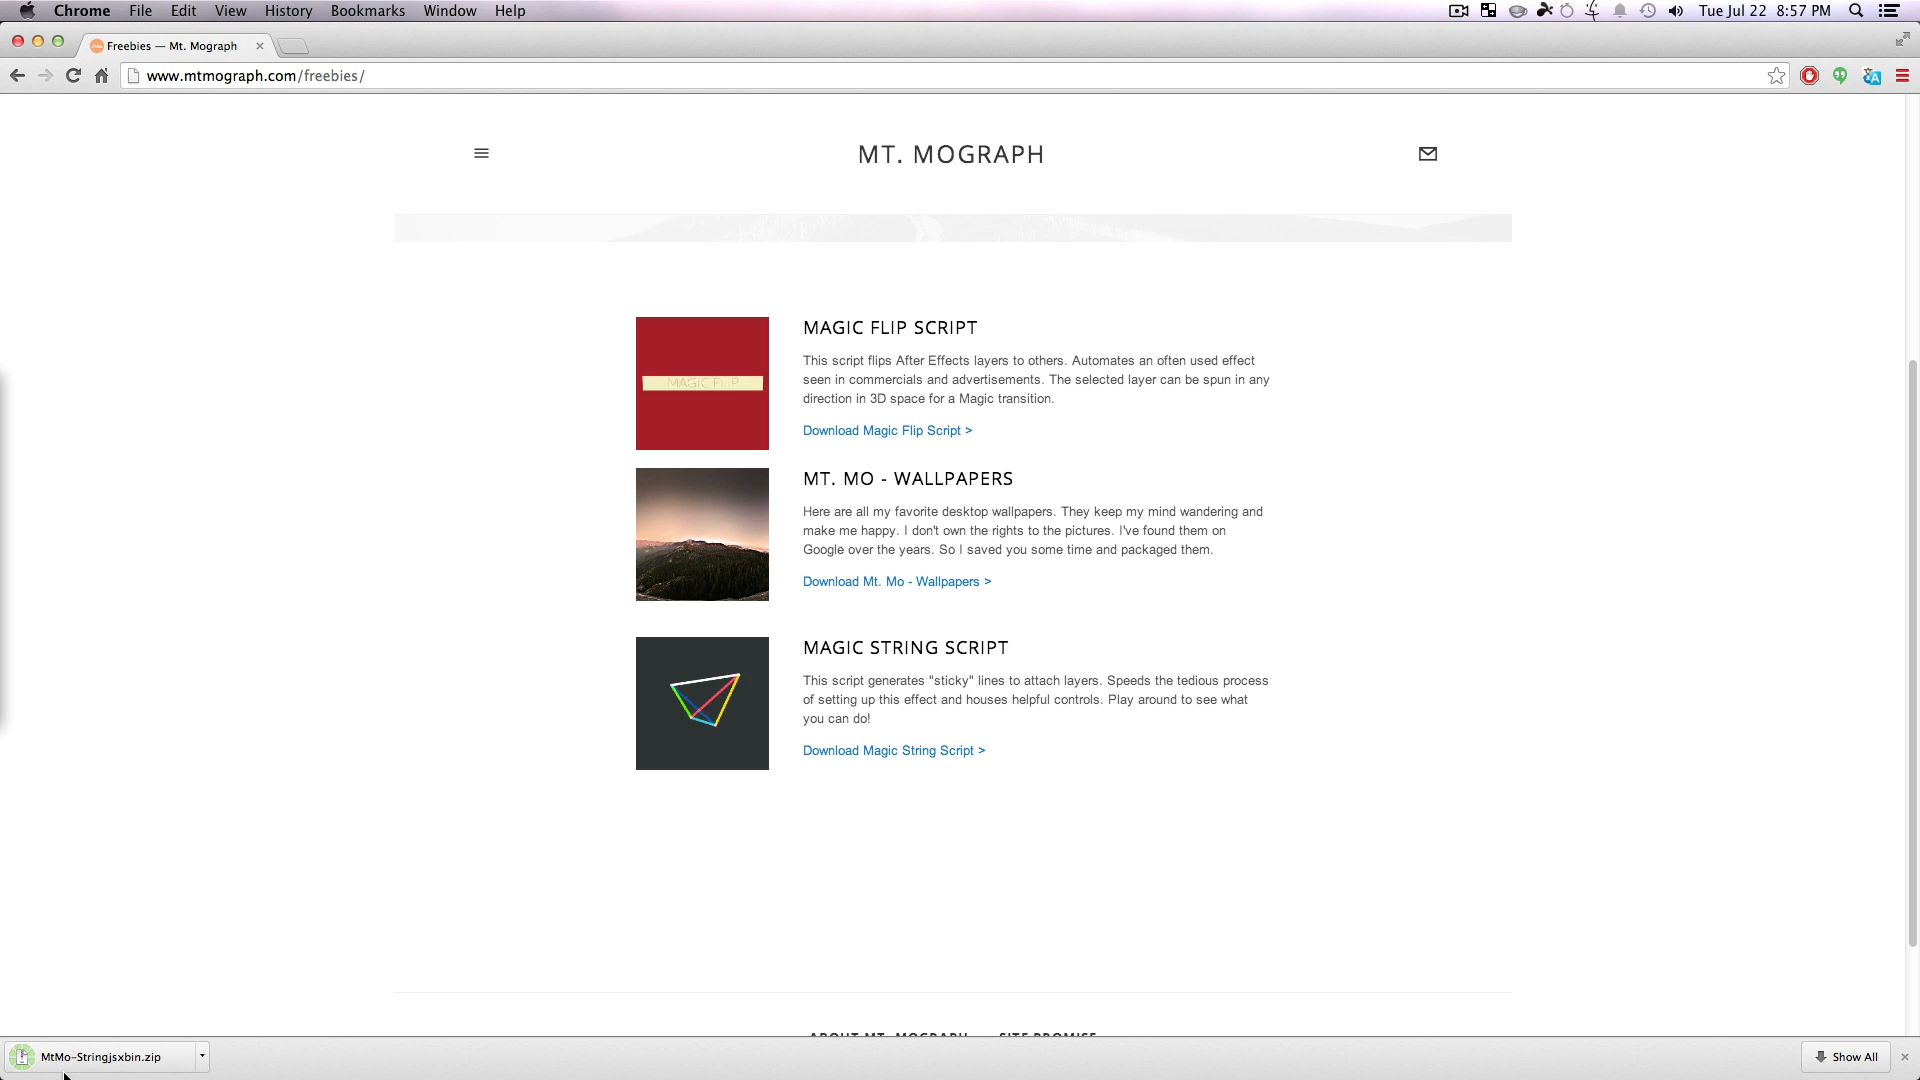 Chrome File Edit View History Bookmarks Window Help Tue Jul 22 8:57 PM
Freebies — Mt. Mograph
www.mtmograph.com/freebies/
MT. MOGRAPH
MAGIC FLIP
MAGIC FLIP SCRIPT
This script flips After Effects layers to others. Automates an often used effect
seen in commercials and advertisements. The selected layer can be spun in any
direction in 3D space for a Magic transition.
Download Magic Flip Script >
MT. MO - WALLPAPERS
Here are all my favorite desktop wallpapers. They keep my mind wandering and
make me happy. I don't own the rights to the pictures. I've found them on
Google over the years. So I saved you some time and packaged them.
Download Mt. Mo - Wallpapers >
MAGIC STRING SCRIPT
This script generates "sticky" lines to attach layers. Speeds the tedious process
of setting up this effect and houses helpful controls. Play around to see what
you can do!
Download Magic String Script >
ABOUT MT. MOGRAPH SITE PROMISE
MtMo-Stringjsxbin.zip Show All